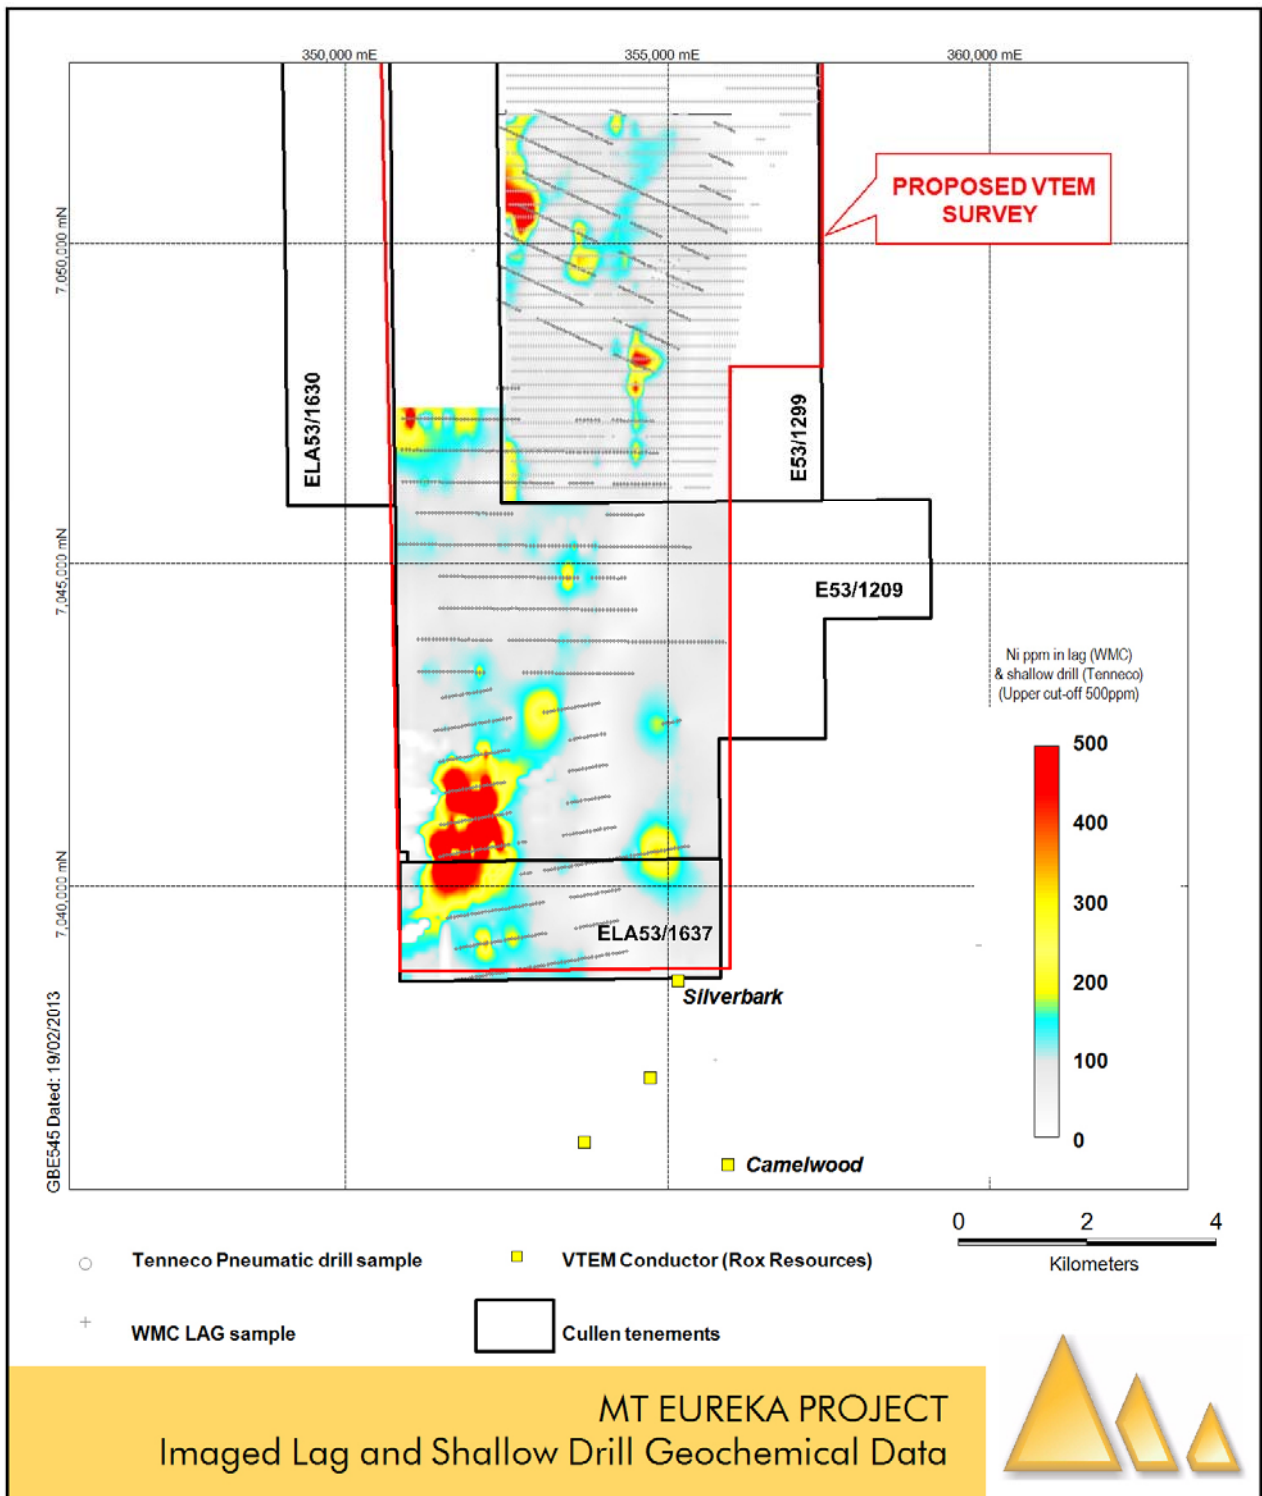 350,000 mE
355,000 mE
360,000 mE
PROPOSED VTEM
SURVEY
7,050,000 mN
ELA53/1630
E53/1299
7,045,000 mN
E53/1209
Ni ppm in lag (WMC)
& shallow drill (Tenneco)
(Upper cut-off 500ppm)
500
400
300
200
100
0
7,040,000 mN
ELA53/1637
Silverbark
GBE545 Dated: 19/02/2013
Camelwood
0 2 4
Kilometers
Tenneco Pneumatic drill sample
VTEM Conductor (Rox Resources)
WMC LAG sample
Cullen tenements
MT EUREKA PROJECT
Imaged Lag and Shallow Drill Geochemical Data